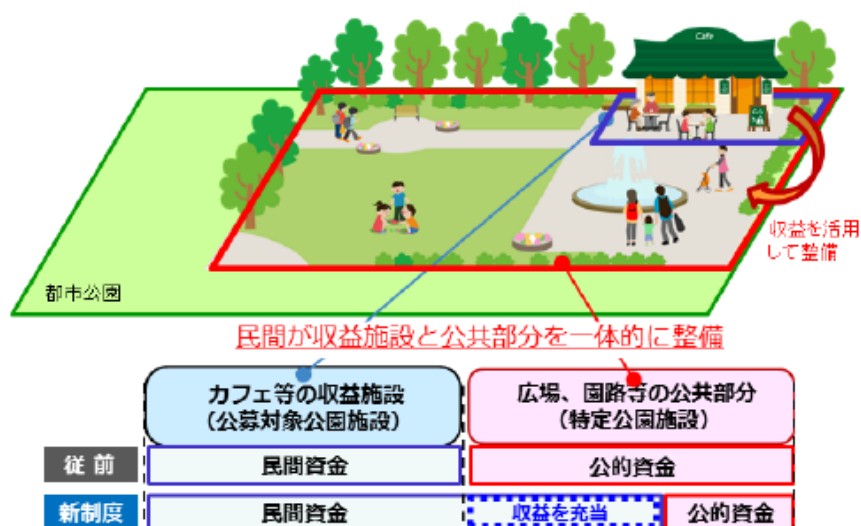 Cafe
収益を活用
して整備
都市公園
民間が収益施設と公共部分を一体的に整備
カフェ等の収益施設
(公募対象公園施設)
広場、園路等の公共部分
(特定公園施設)
従前
民間資金
公的資金
新制度
民間資金
収益を充当
公的資金